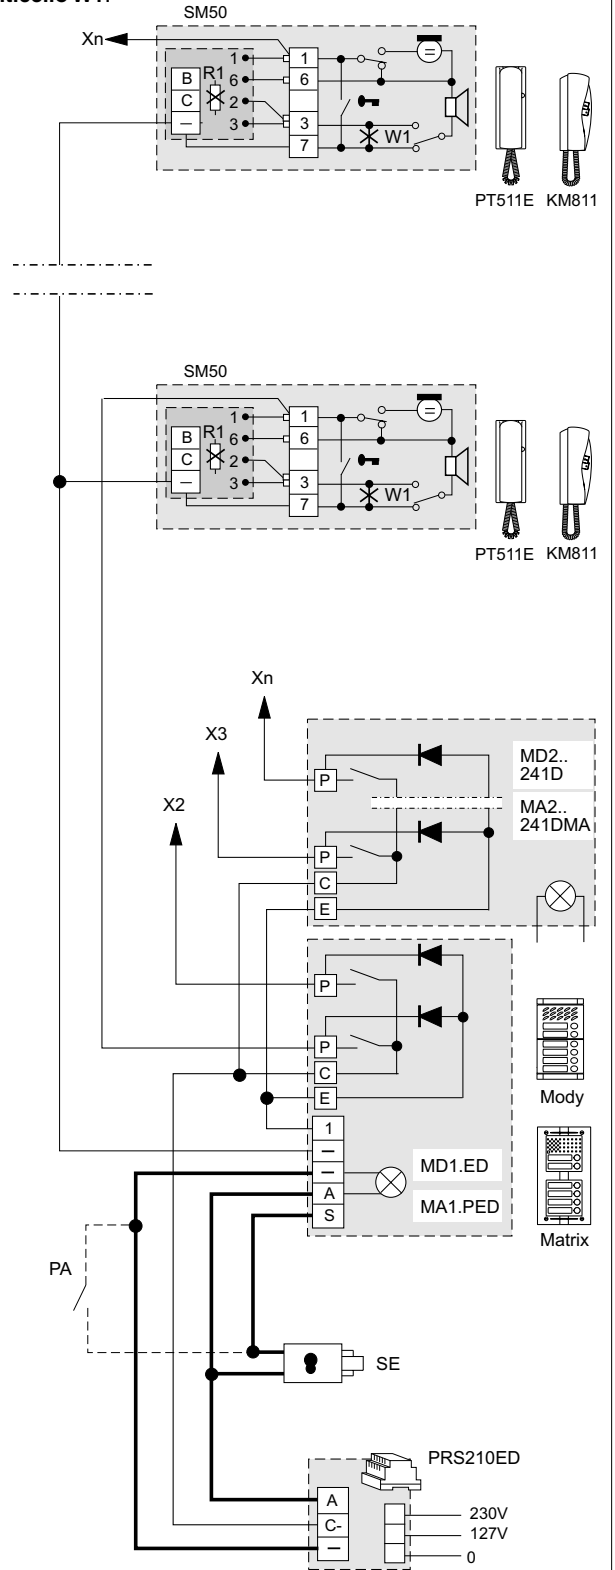 SM50
Xn
1
R1
B
6
C
2
—
3
1
6
3
7
W1
PT511E KM811
SM50
1
R1
B
6
C
2
—
3
1
6
3
7
W1
PT511E KM811
Xn
X3
X2
P
MD2..
241D
MA2..
241DMA
P
C
E
P
P
C
E
1
—
—
A
S
MD1.ED
MA1.PED
Mody
Matrix
PA
SE
PRS210ED
A
C-
—
230V
127V
0